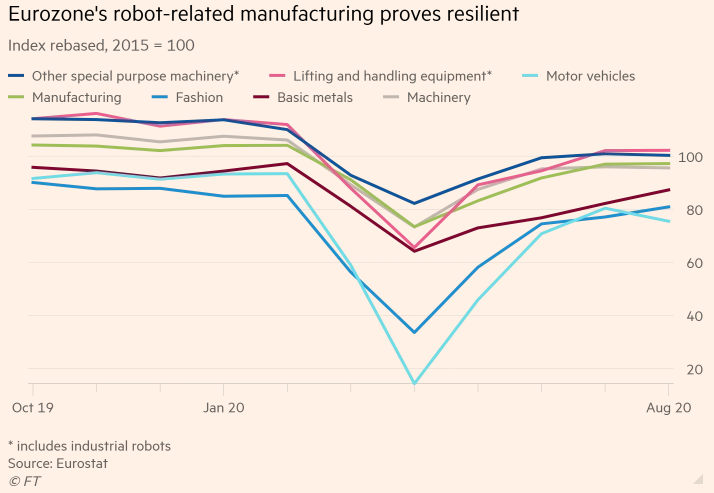 Eurozone's robot-related manufacturing proves resilient
Index rebased, 2015 = 100
Other special purpose machinery* Lifting and handling equipment* Motor vehicles
Manufacturing Fashion Basic metals Machinery
100
80
60
40
20
Oct 19 Jan 20 Aug 20
* includes industrial robots
Source: Eurostat
© FT